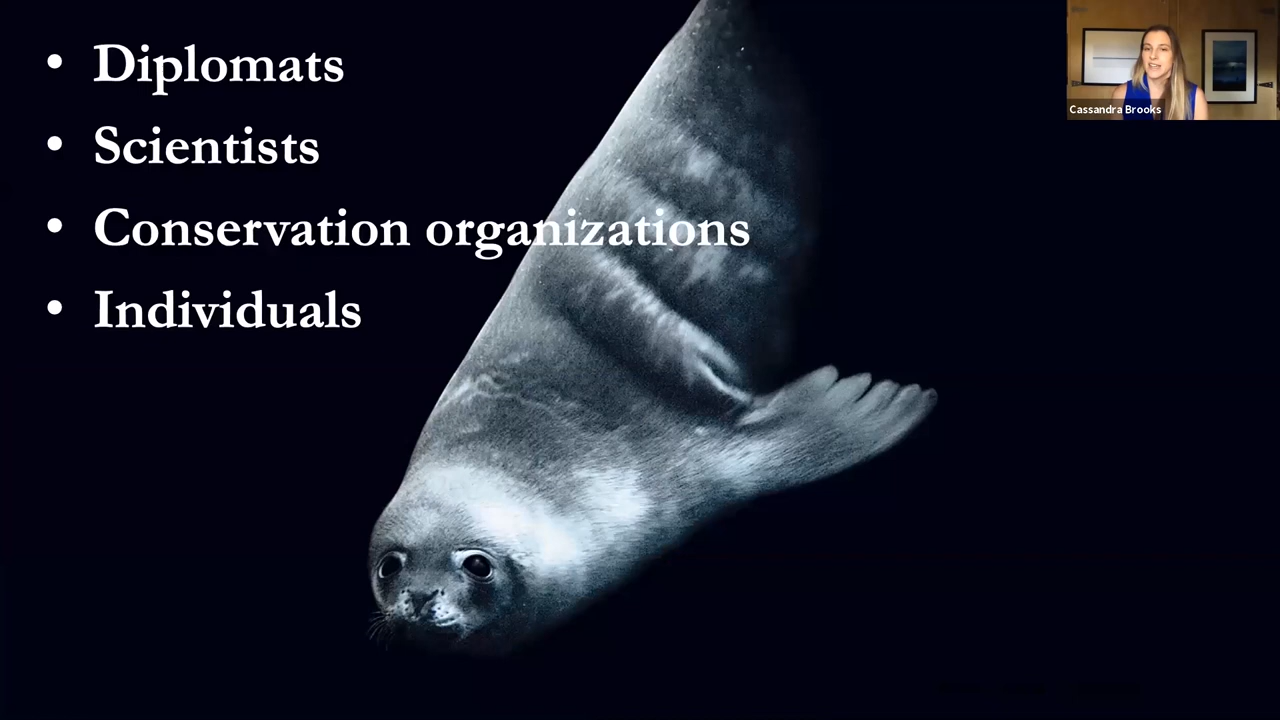 • Diplomats
• Scientists
• Conservation organizations
• Individuals
Cassandra Brooks